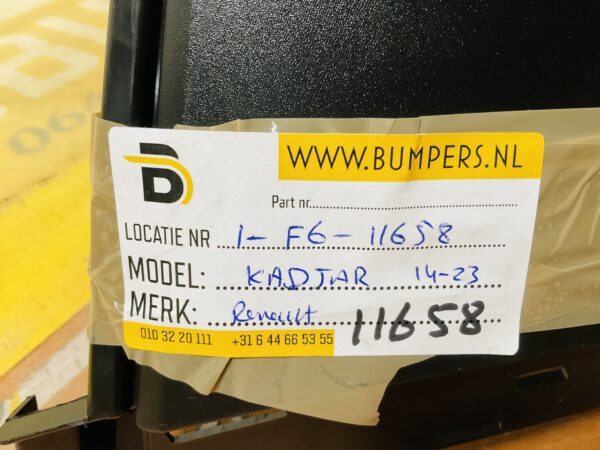 WWW.BUMPERS.NL
B
Part nr.
LOCATIE NR 1 - F6 - 11658
MODEL: KADJAR 14-23
MERK: Renault 11658
010 32 20 111 +31 6 44 66 53 55